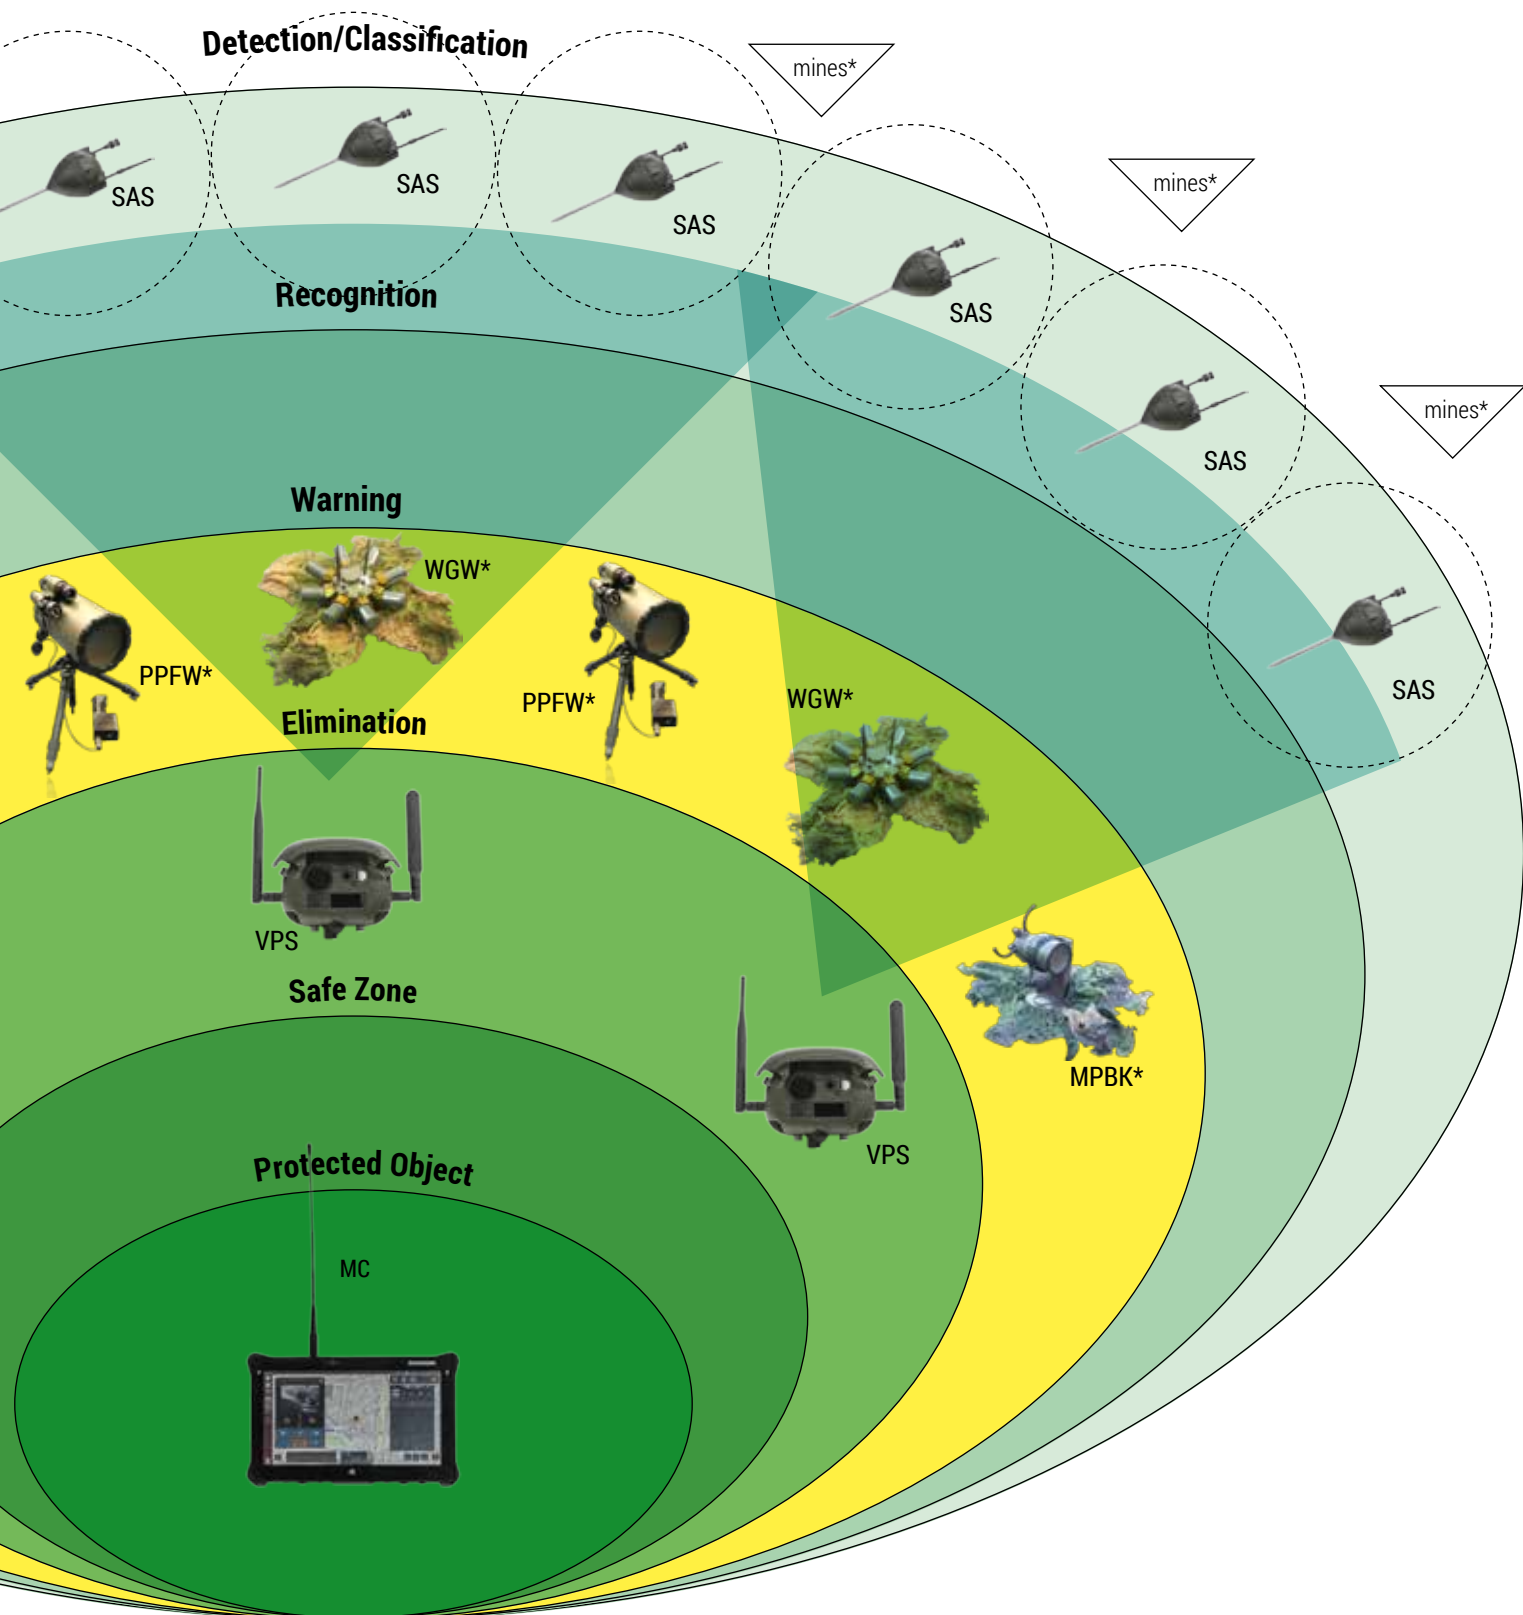 Detection/Classification
mines*
SAS
SAS
mines*
SAS
Recognition
SAS
mines*
SAS
Warning
WGW*
PPFW*
PPFW*
WGW*
SAS
Elimination
VPS
Safe Zone
MPBK*
VPS
Protected Object
MC